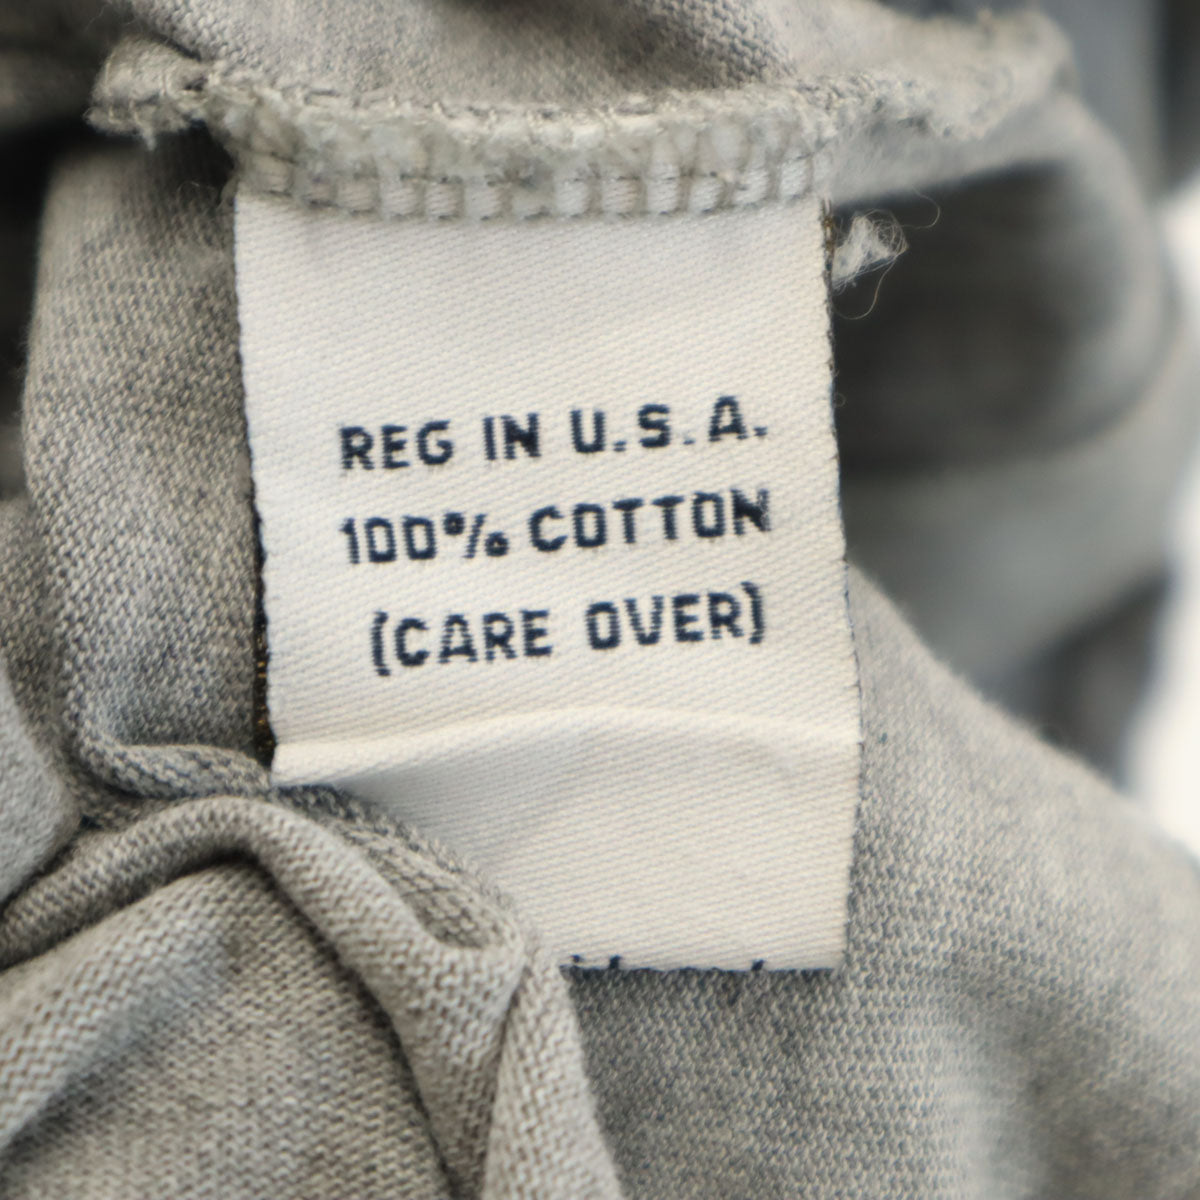 REG IN U.S.A.
100% COTTON
(CARE OVER)